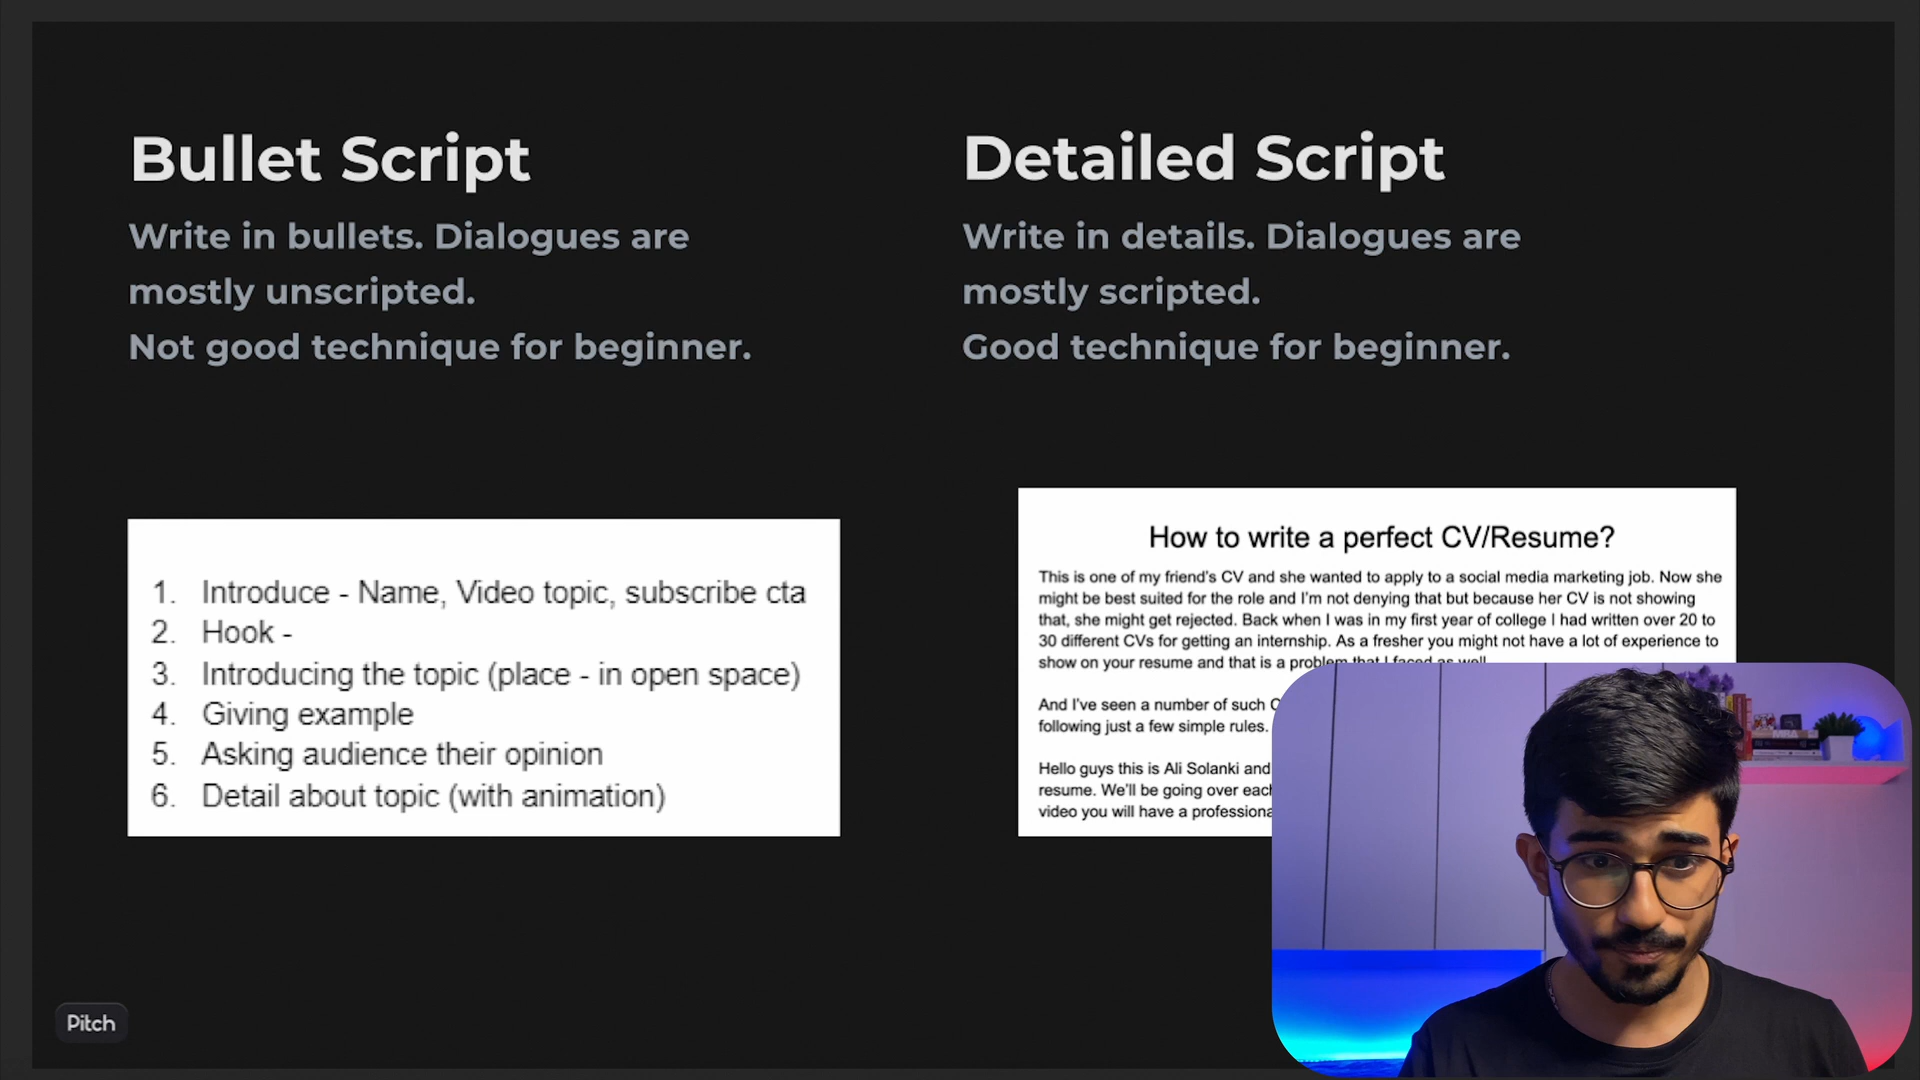 Bullet Script
Write in bullets. Dialogues are
mostly unscripted.
Not good technique for beginner.
1. Introduce - Name, Video topic, subscribe cta
2. Hook -
3. Introducing the topic (place - in open space)
4. Giving example
5. Asking audience their opinion
6. Detail about topic (with animation)
Detailed Script
Write in details. Dialogues are
mostly scripted.
Good technique for beginner.
How to write a perfect CV/Resume?
This is one of my friend's CV and she wanted to apply to a social media marketing job. Now she
might be best suited for the role and I'm not denying that but because her CV is not showing
that, she might get rejected. Back when I was in my first year of college I had written over 20 to
30 different CVs for getting an internship. As a fresher you might not have a lot of experience to
show on your resume and that is a problem that I faced as well
And I've seen a number of such
following just a few simple rules.
Hello guys this is Ali Solanki and
resume. We'll be going over each
video you will have a
Pitch